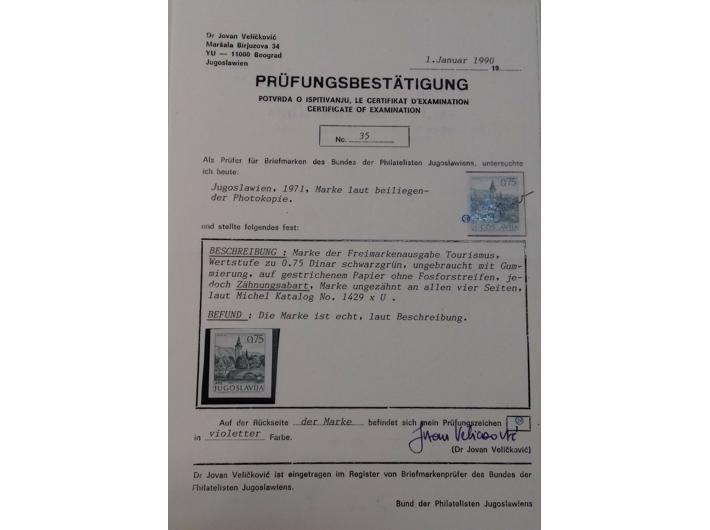 Dr Jovan Veličković
Maršala Birjuzova 34
YU — 11000 Beograd
Jugoslawien
1.Januar 1990
19
PRÜFUNGSBESTÄTIGUNG
POTVRDA O ISPITIVANJU, LE CERTIFIKAT D'EXAMINATION
CERTIFICATE OF EXAMINATION
No. 35
Als Prüfer für Briefmarken des Bundes der Philatelisten Jugoslawiens, untersuchte
ich heute:
Jugoslawien, 1971, Marke laut beiliegen-
der Photokopie.
0.75
und stellte folgendes fest:
BESCHREIBUNG : Marke der Freimarkenausgabe Tourismus,
Wertstufe zu 0.75 Dinar schwarzgrün, ungebraucht mit Gum-
mierung, auf gestrichenem Papier ohne Fosforstreifen, je-
doch Zähnungsabart, Marke ungezähnt an allen vier Seiten,
laut Michel Katalog No. 1429 x U .
BEFUND : Die Marke ist echt, laut Beschreibung.
0.75
JUGOSLAVIJA
Auf der Rückseite der Marke befindet sich mein Prüfungszeichen
in violetter Farbe.
Jovan Veličković
(Dr Jovan Veličković)
Dr Jovan Veličković ist eingetragen im Register von Briefmarkenprüfer des Bundes der
Philatelisten Jugoslawiens.
Bund der Philatelisten Jugoslawiens